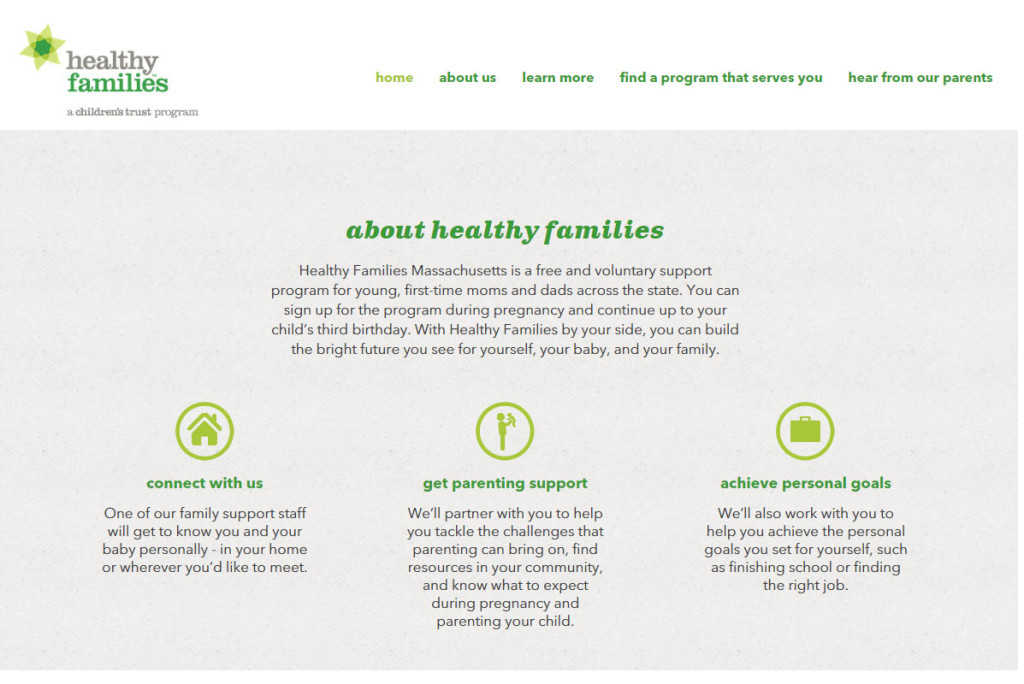 healthy
families
a children's trust program
home about us learn more find a program that serves you hear from our parents
about healthy families
Healthy Families Massachusetts is a free and voluntary support
program for young, first-time moms and dads across the state. You can
sign up for the program during pregnancy and continue up to your
child's third birthday. With Healthy Families by your side, you can build
the bright future you see for yourself, your baby, and your family.
connect with us
One of our family support staff
will get to know you and your
baby personally - in your home
or wherever you'd like to meet.
get parenting support
We'll partner with you to help
you tackle the challenges that
parenting can bring on, find
resources in your community,
and know what to expect
during pregnancy and
parenting your child.
achieve personal goals
We'll also work with you to
help you achieve the personal
goals you set for yourself, such
as finishing school or finding
the right job.